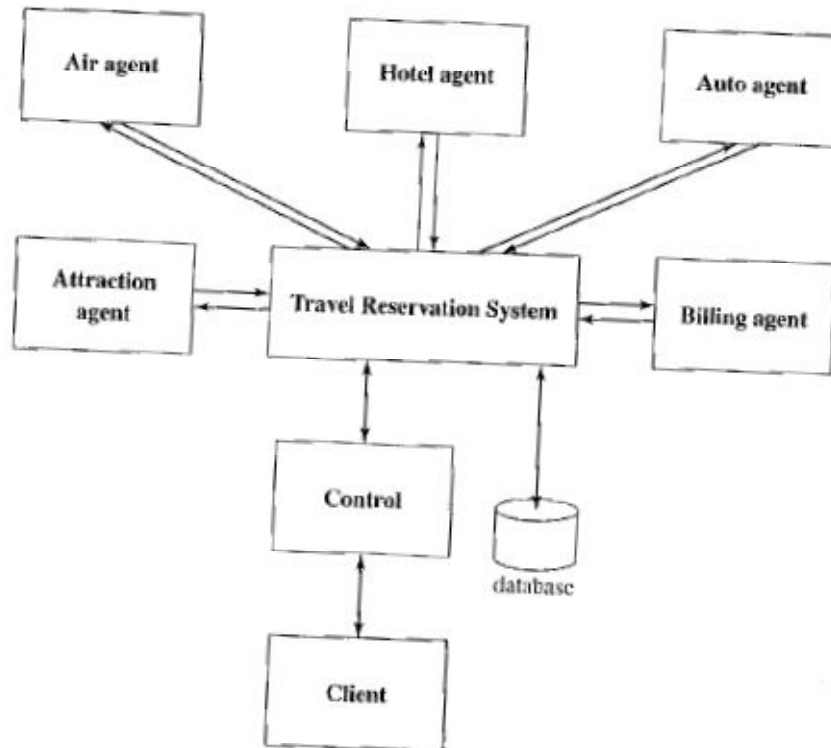 Air agent
Hotel agent
Auto agent
Attraction
agent
Travel Reservation System
Billing agent
Control
database
Client